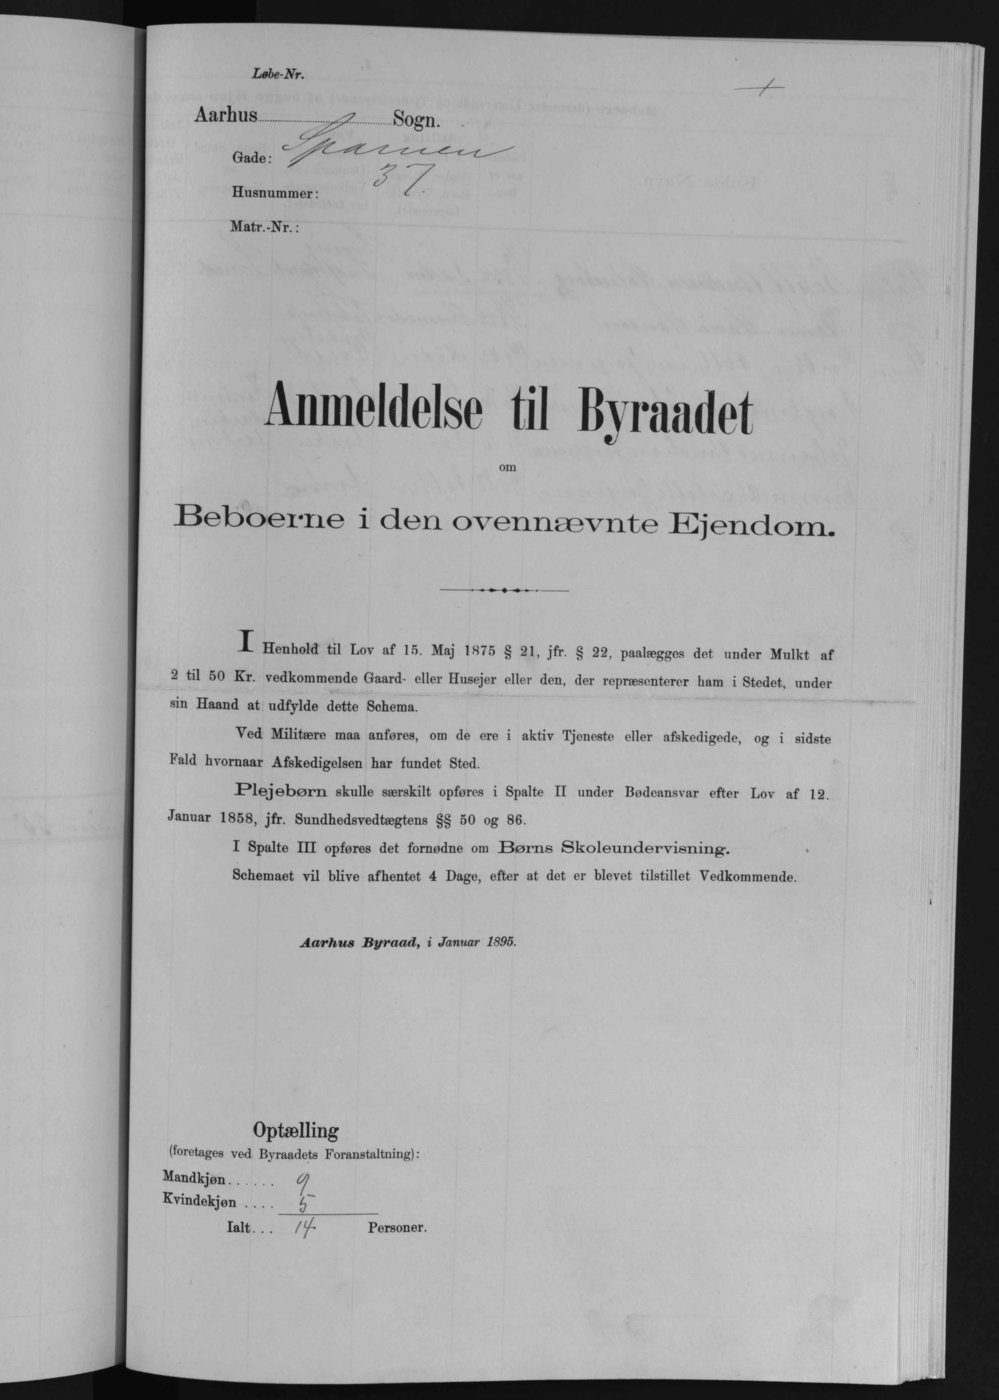 Løbe-Nr.
Aarhus Sogn.
Gade: Spanien
Husnummer: 37.
Matr.-Nr.:
Anmeldelse til Byraadet
om
Beboerne i den ovennævnte Ejendom.
I Henhold til Lov af 15. Maj 1875 § 21, jfr. § 22, paalægges det under Mulkt af
2 til 50 Kr. vedkommende Gaard- eller Husejer eller den, der repræsenterer ham i Stedet, under
sin Haand at udfylde dette Schema.
Ved Militære maa anføres, om de ere i aktiv Tjeneste eller afskedigede, og i sidste
Fald hvornaar Afskedigelsen har fundet Sted.
Plejebørn skulle særskilt opføres i Spalte II under Bødeansvar efter Lov af 12.
Januar 1858, jfr. Sundhedsvedtægtens §§ 50 og 86.
I Spalte III opføres det fornødne om Børns Skoleundervisning.
Schemaet vil blive afhentet 4 Dage, efter at det er blevet tilstillet Vedkommende.
Aarhus Byraad, i Januar 1895.
Optælling
(foretages ved Byraadets Foranstaltning):
Mandkjøn...... 9
Kvindekjøn .... 5
Ialt... 14 Personer.